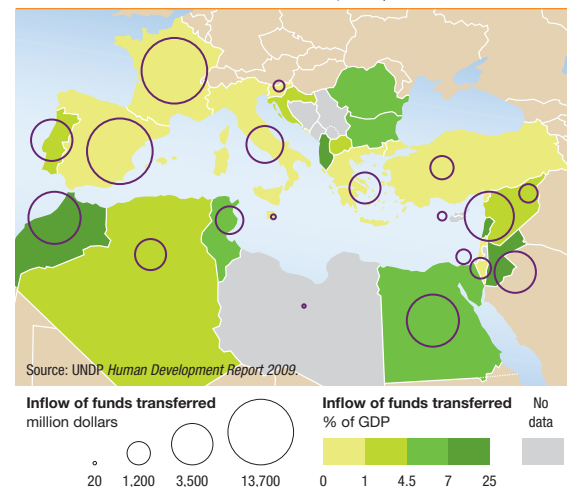 Source: UNDP Human Development Report 2009.
Inflow of funds transferred
million dollars
20 1,200 3,500 13,700
Inflow of funds transferred
% of GDP
0 1 4.5 7 25
No
data